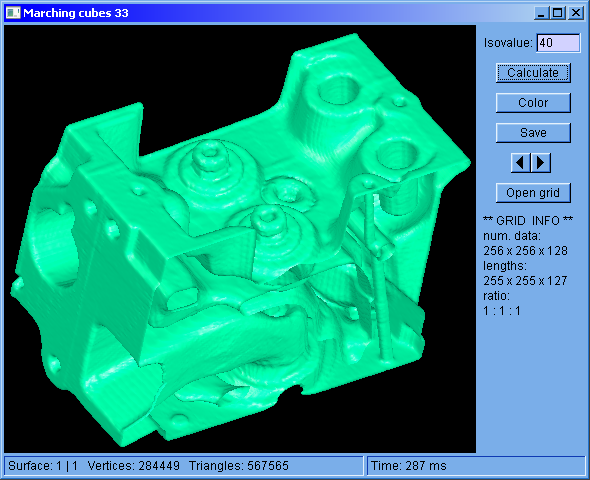 Marching cubes 33
Isovalue: 40
Calculate
Color
Save
Open grid
** GRID INFO **
num. data:
256 x 256 x 128
lengths:
255 x 255 x 127
ratio:
1 : 1 : 1
Surface: 1 | 1 Vertices: 284449 Triangles: 567565
Time: 287 ms